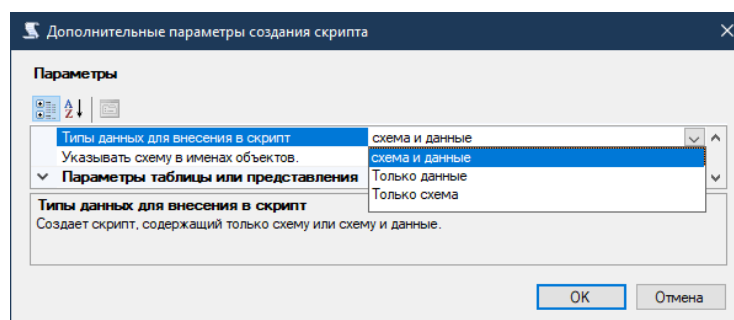 Дополнительные параметры создания скрипта
Параметры
Типы данных для внесения в скрипт схема и данные
Указывать схему в именах объектов. схема и данные
Параметры таблицы или представления Только данные
Только схема
Типы данных для внесения в скрипт
Создает скрипт, содержащий только схему или схему и данные.
OK Отмена